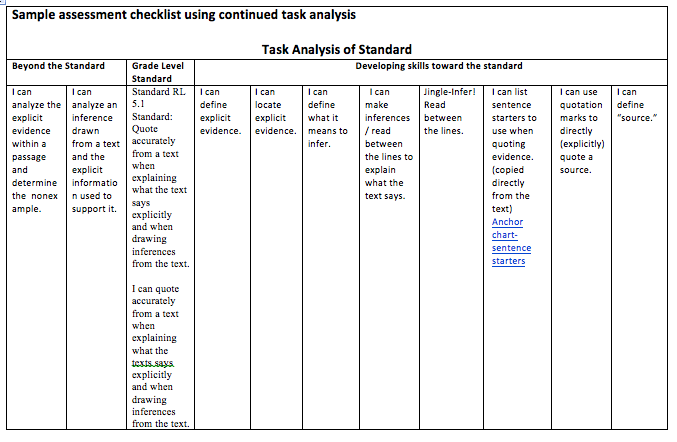 Sample assessment checklist using continued task analysis
Task Analysis of Standard
Beyond the Standard
Grade Level
Standard
Developing skills toward the standard
I can
analyze the
explicit
evidence
within a
passage
and
determine
the nonex
ample.
I can
analyze an
inference
drawn
from a text
and the
explicit
informatio
n used to
support it.
Standard RL
5.1
Standard:
Quote
accurately
from a text
when
explaining
what the text
says
explicitly
and when
drawing
inferences
from the text.
I can quote
accurately
from a text
when
explaining
what the
texts says
explicitly
and when
drawing
inferences
from the text.
I can
define
explicit
evidence.
I can
locate
explicit
evidence.
I can
define
what it
means to
infer.
I can
make
inferences
/ read
between
the lines to
explain
what the
text says.
Jingle-Infer!
Read
between
the lines.
I can list
sentence
starters to
use when
quoting
evidence.
(copied
directly
from the
text)
Anchor
chart-
sentence
starters
I can use
quotation
marks to
directly
(explicitly)
quote a
source.
I can
define
"source."